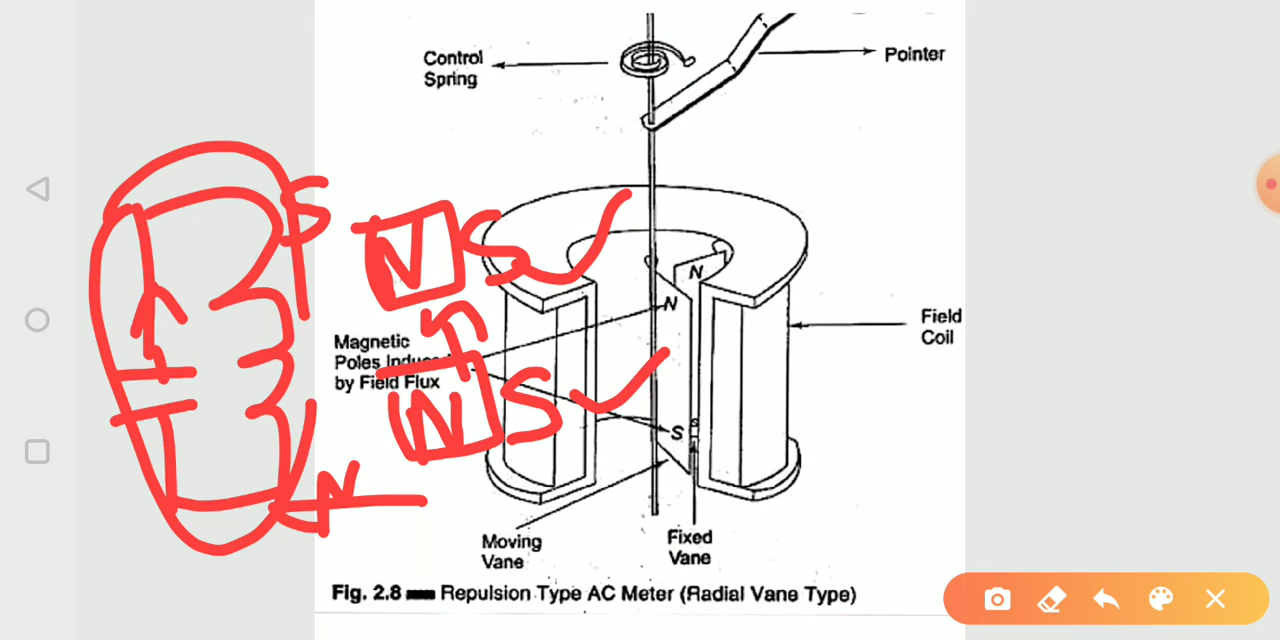 Control
Spring
Pointer
S
N S
N
N
Field
Coil
Magnetic
Poles Induced
by Field Flux
N S
S
S
N
Moving
Vane
Fixed
Vane
Fig. 2.8 Repulsion Type AC Meter (Radial Vane Type)